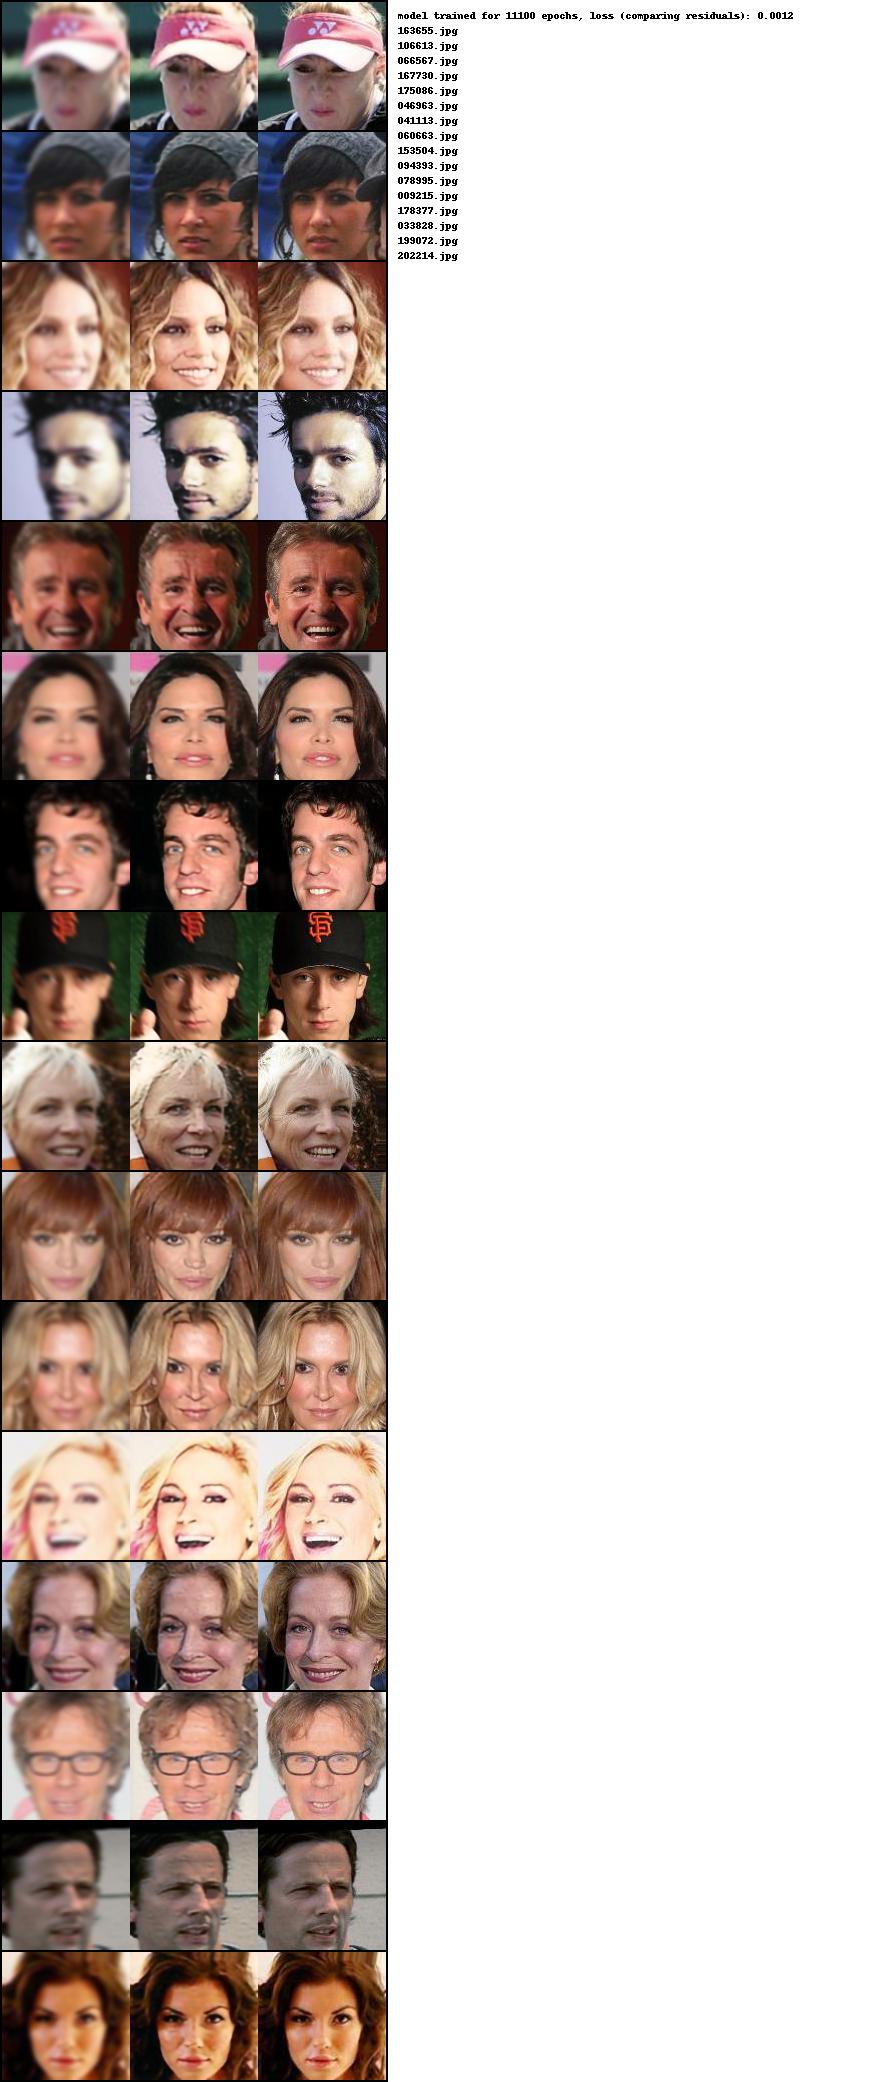 model trained for 11100 epochs, loss (comparing residuals): 0.0012
163655.jpg
106613.jpg
066567.jpg
167730.jpg
175086.jpg
046963.jpg
041113.jpg
060663.jpg
153504.jpg
094393.jpg
078995.jpg
009215.jpg
178377.jpg
033828.jpg
199072.jpg
202214.jpg
SF